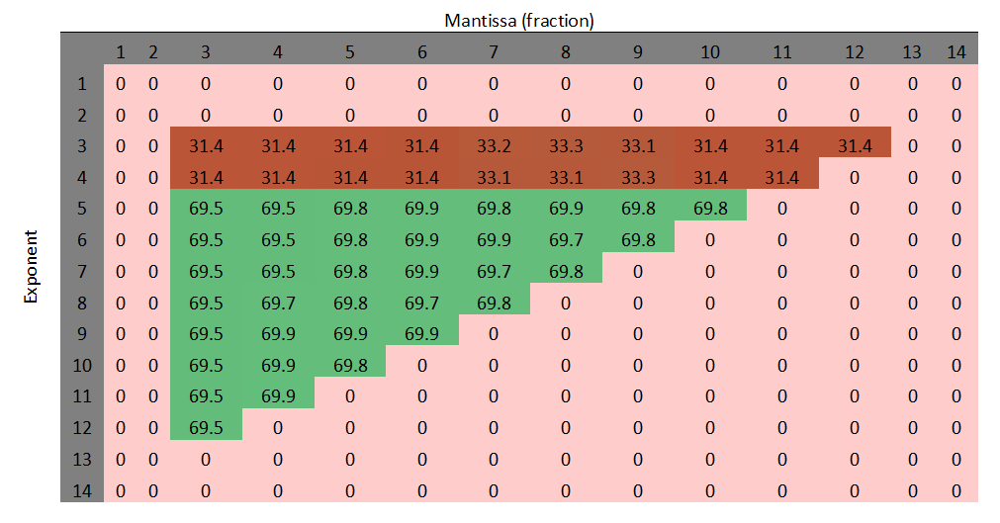 Mantissa (fraction)
1 2 3 4 5 6 7 8 9 10 11 12 13 14
1 0 0 0 0 0 0 0 0 0 0 0 0 0 0
2 0 0 0 0 0 0 0 0 0 0 0 0 0 0
3 0 0 31.4 31.4 31.4 31.4 33.2 33.3 33.1 31.4 31.4 31.4 0 0
4 0 0 31.4 31.4 31.4 31.4 33.1 33.1 33.3 31.4 31.4 0 0 0
5 0 0 69.5 69.5 69.8 69.9 69.8 69.9 69.8 69.8 0 0 0 0
6 0 0 69.5 69.5 69.8 69.9 69.9 69.7 69.8 0 0 0 0 0
7 0 0 69.5 69.5 69.8 69.9 69.7 69.8 0 0 0 0 0 0
8 0 0 69.5 69.7 69.8 69.7 69.8 0 0 0 0 0 0 0
9 0 0 69.5 69.9 69.9 69.9 0 0 0 0 0 0 0 0
10 0 0 69.5 69.9 69.8 0 0 0 0 0 0 0 0 0
11 0 0 69.5 69.9 0 0 0 0 0 0 0 0 0 0
12 0 0 69.5 0 0 0 0 0 0 0 0 0 0 0
13 0 0 0 0 0 0 0 0 0 0 0 0 0 0
14 0 0 0 0 0 0 0 0 0 0 0 0 0 0
Exponent